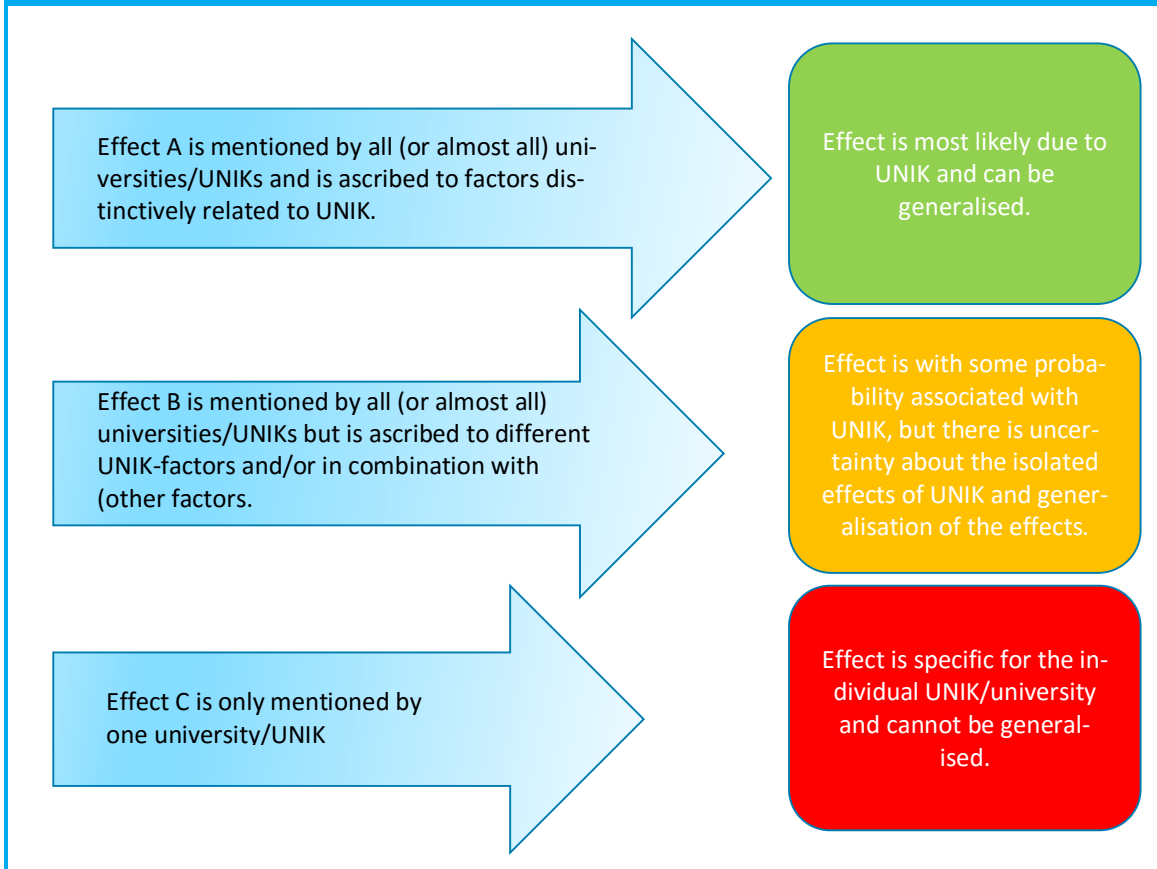 Effect A is mentioned by all (or almost all) uni-
versities/UNIKs and is ascribed to factors dis-
tinctively related to UNIK.
Effect is most likely due to
UNIK and can be
generalised.
Effect B is mentioned by all (or almost all)
universities/UNIKs but is ascribed to different
UNIK-factors and/or in combination with
(other factors.
Effect is with some proba-
bility associated with
UNIK, but there is uncer-
tainty about the isolated
effects of UNIK and gener-
alisation of the effects.
Effect C is only mentioned by
one university/UNIK
Effect is specific for the in-
dividual UNIK/university
and cannot be general-
ised.